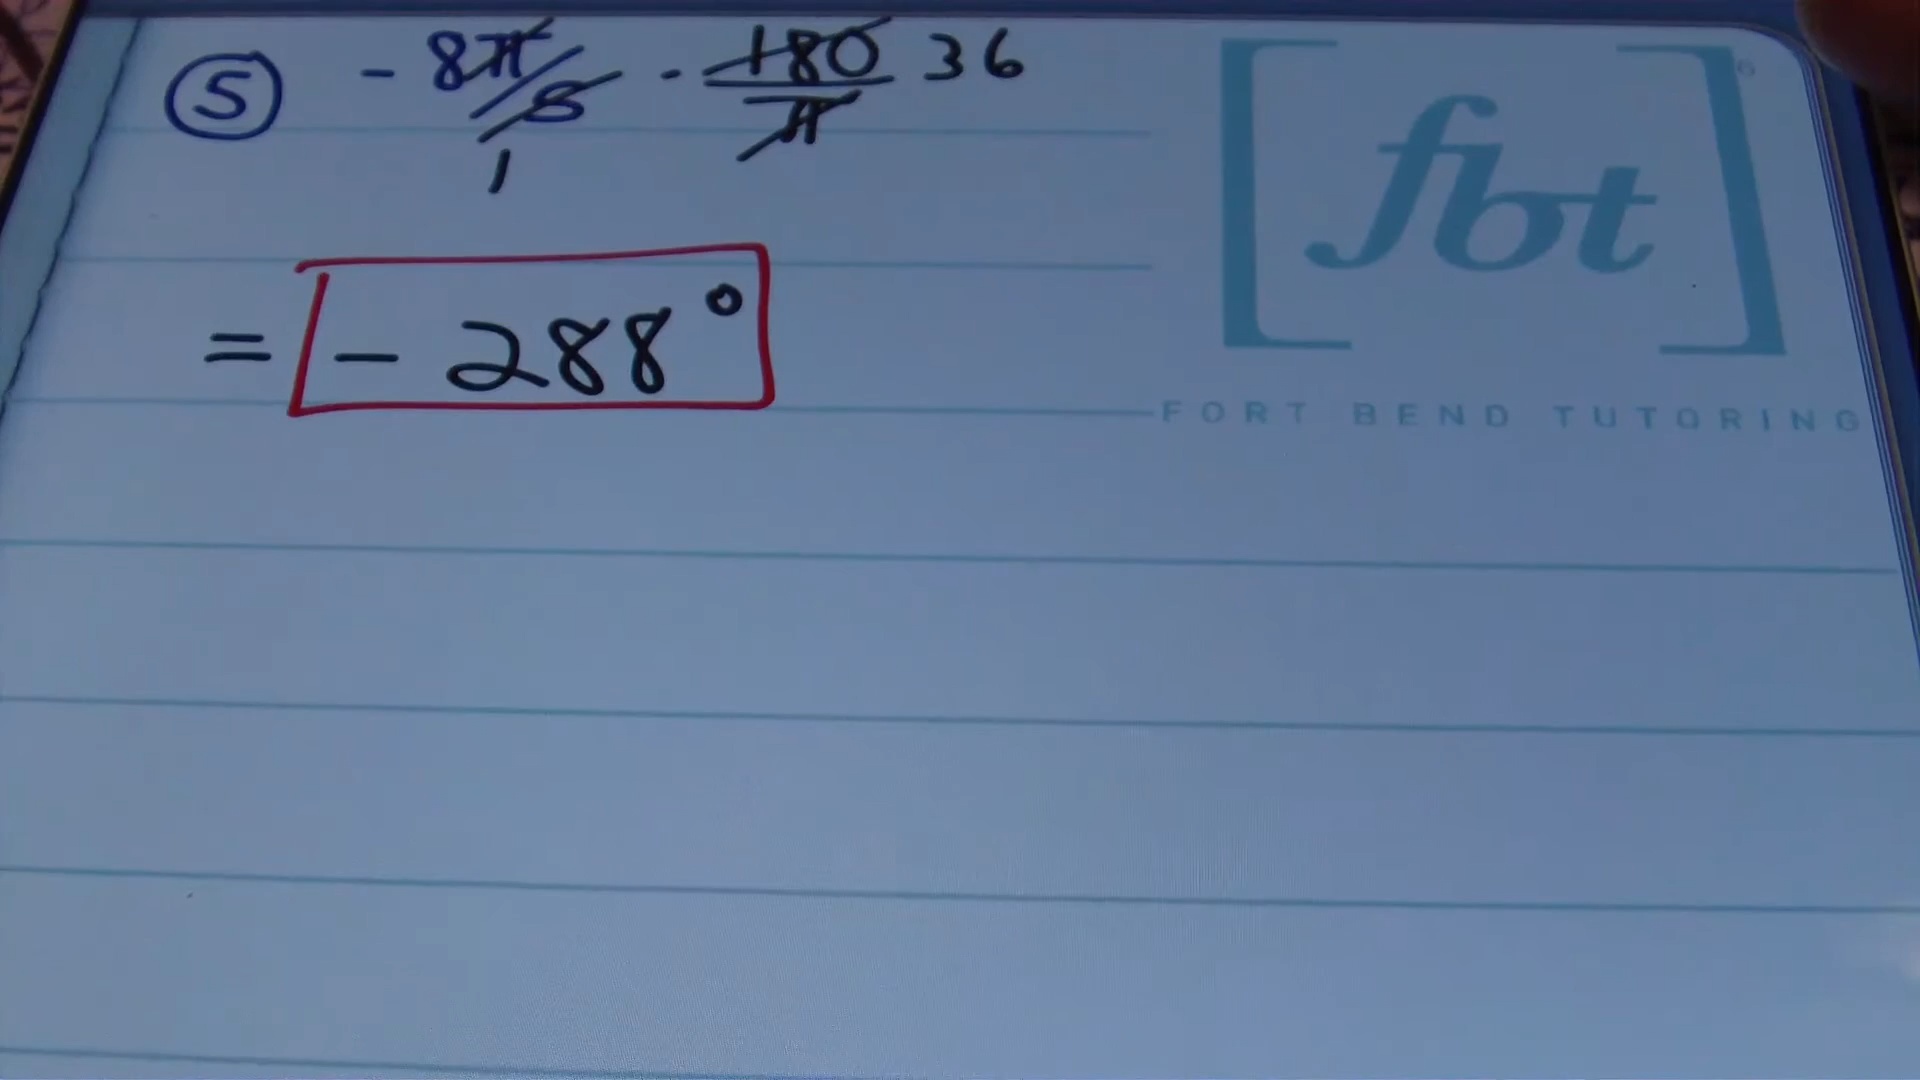 ⑤ - 8π/5 · 180/π 36
1
= - 288°
fbt
FORT BEND TUTORING